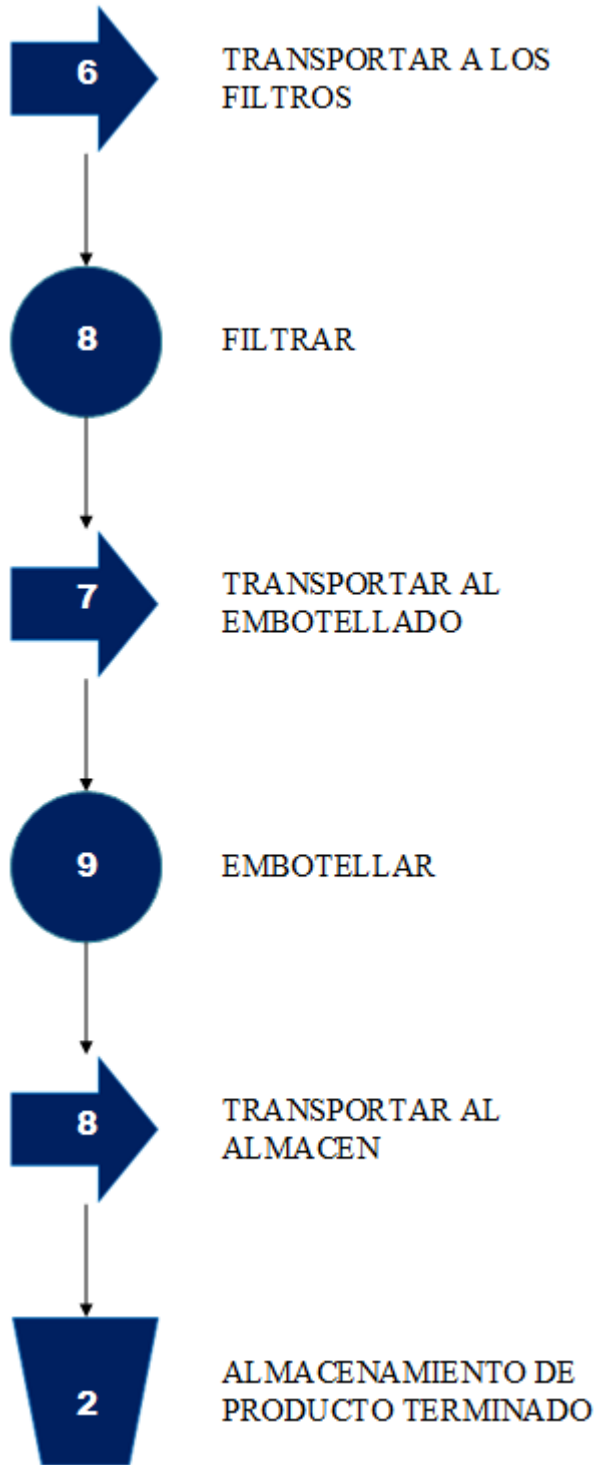 6
TRANSPORTAR A LOS
FILTROS
8
FILTRAR
7
TRANSPORTAR AL
EMBOTELLADO
9
EMBOTELLAR
8
TRANSPORTAR AL
ALMACEN
2
ALMACENAMIENTO DE
PRODUCTO TERMINADO